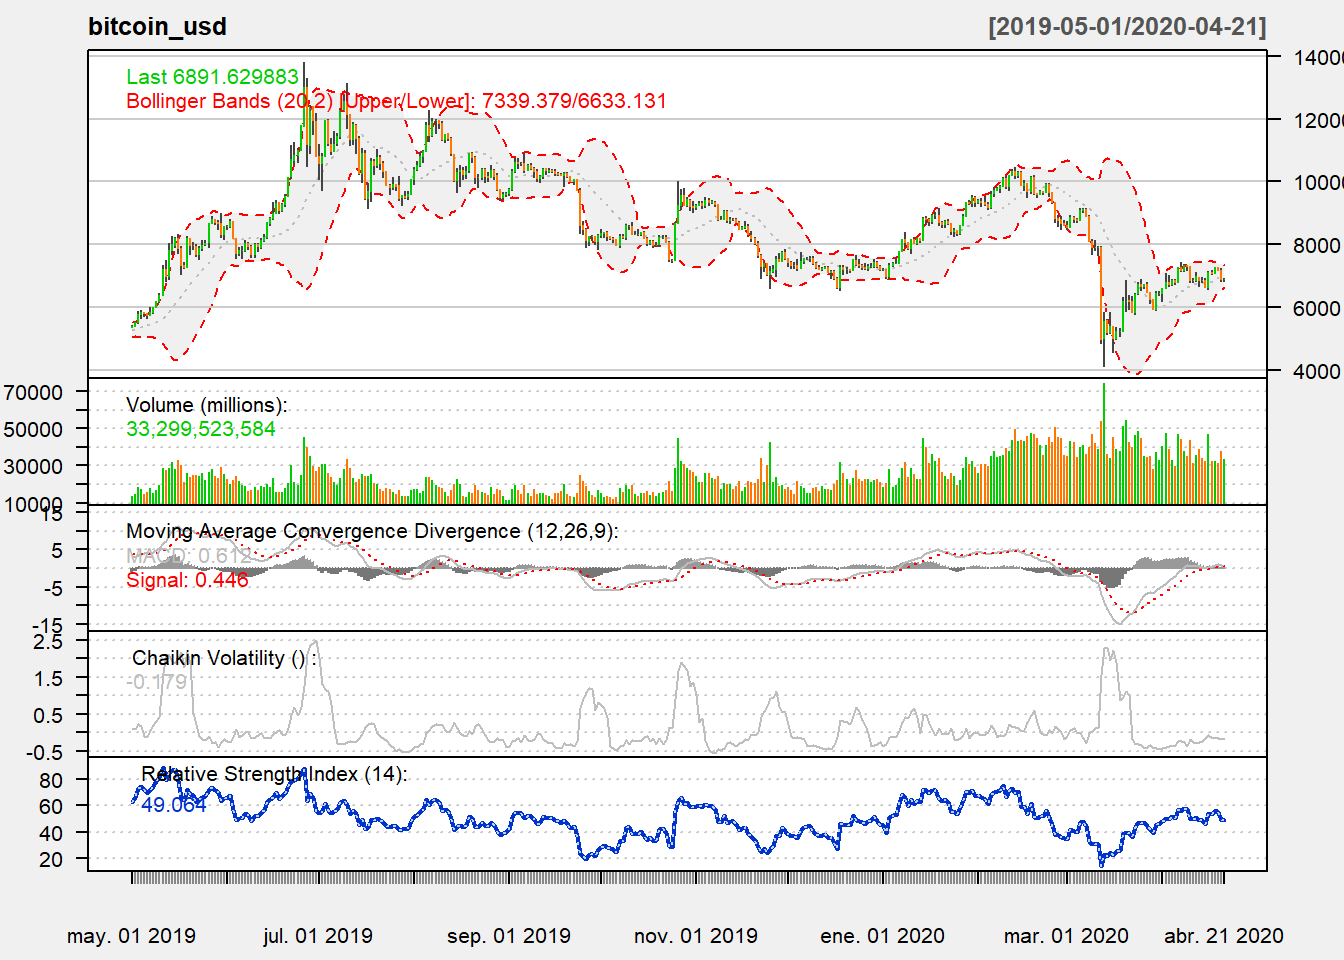 bitcoin_usd [2019-05-01/2020-04-21]
Last 6891.629883
Bollinger Bands (20,2) [Upper/Lower]: 7339.379/6633.131
14000
12000
10000
8000
6000
4000
70000
50000
30000
10000
Volume (millions):
33,299,523,584
15
5
-5
-15
Moving Average Convergence Divergence (12,26,9):
MACD: 0.612
Signal: 0.446
2.5
1.5
0.5
-0.5
Chaikin Volatility () :
-0.179
80
60
40
20
Relative Strength Index (14):
49.064
may. 01 2019 jul. 01 2019 sep. 01 2019 nov. 01 2019 ene. 01 2020 mar. 01 2020 abr. 21 2020